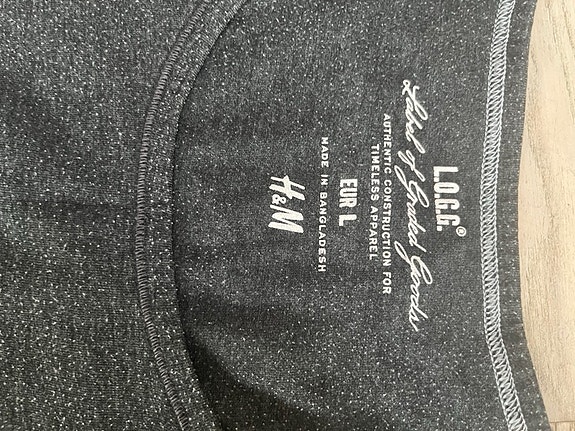 L.O.G.G.®
Label of Graded Goods
AUTHENTIC CONSTRUCTION FOR
TIMELESS APPAREL
EUR L
MADE IN BANGLADESH
H&M